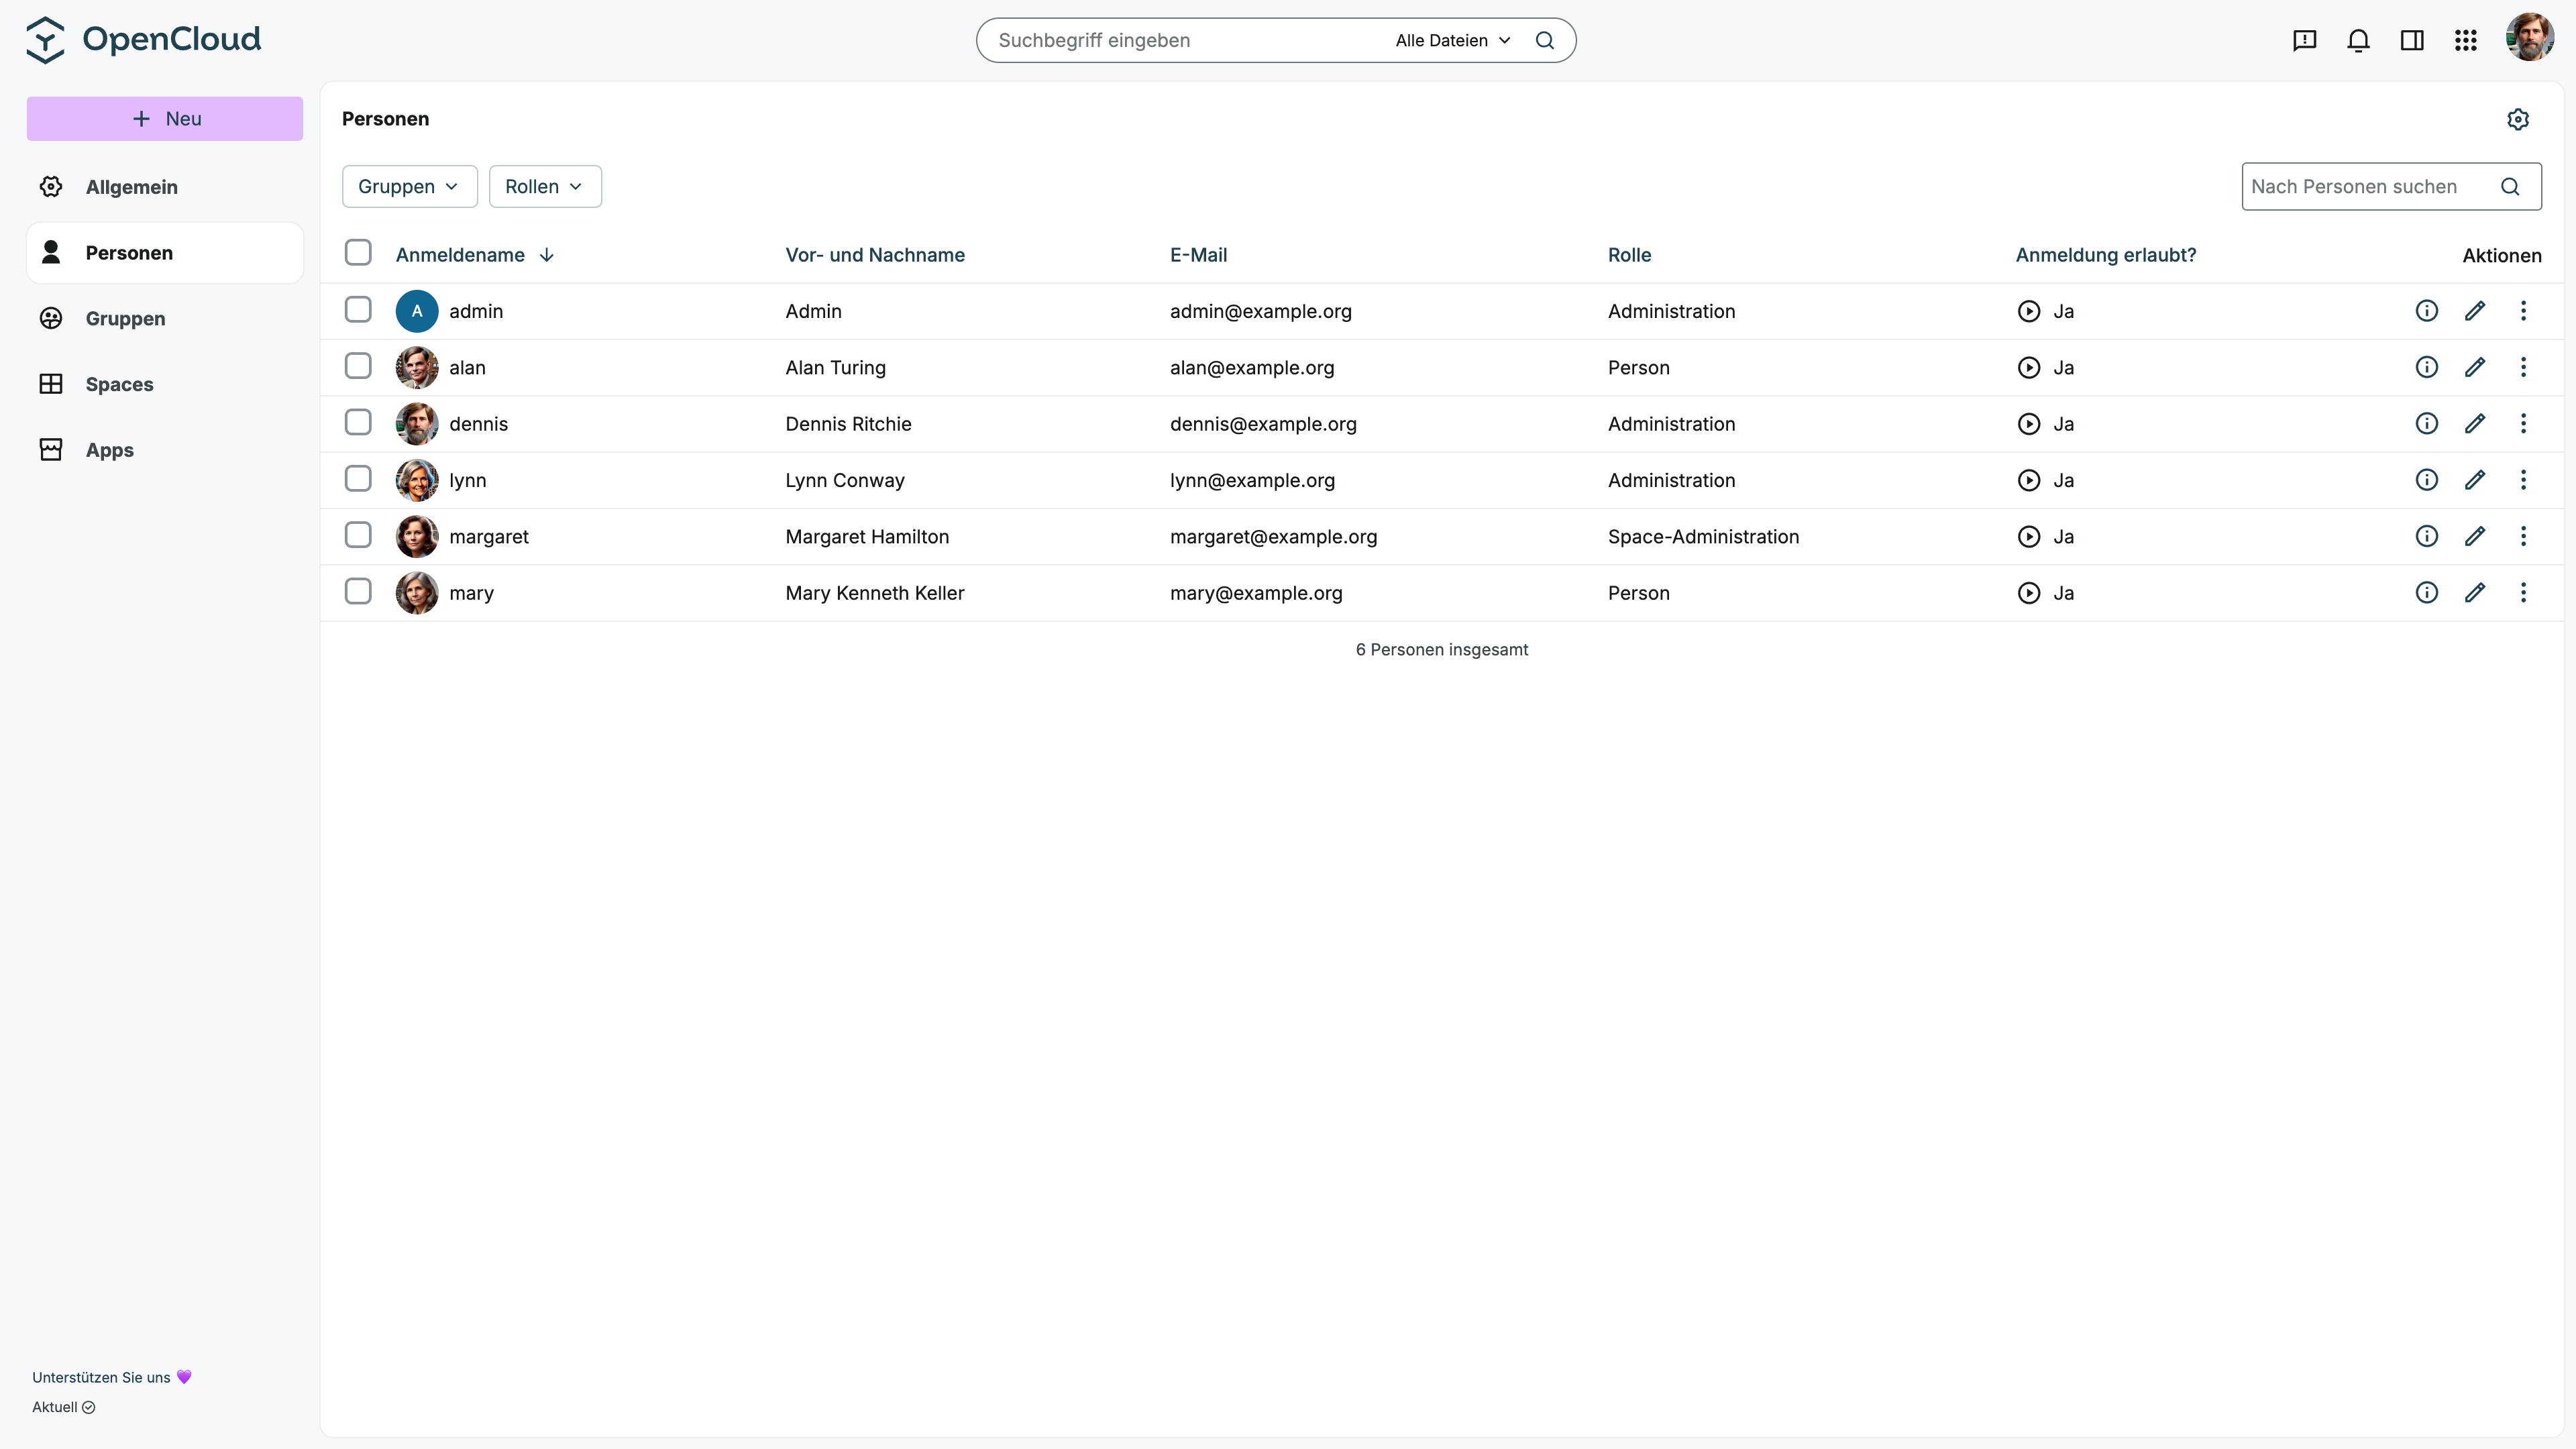 OpenCloud
Suchbegriff eingeben Alle Dateien
Neu
Allgemein
Personen
Gruppen
Spaces
Apps
Personen
Gruppen Rollen Nach Personen suchen
Anmeldename Vor- und Nachname E-Mail Rolle Anmeldung erlaubt? Aktionen
A admin Admin admin@example.org Administration Ja
alan Alan Turing alan@example.org Person Ja
dennis Dennis Ritchie dennis@example.org Administration Ja
lynn Lynn Conway lynn@example.org Administration Ja
margaret Margaret Hamilton margaret@example.org Space-Administration Ja
mary Mary Kenneth Keller mary@example.org Person Ja
6 Personen insgesamt
Unterstützen Sie uns 💜
Aktuell